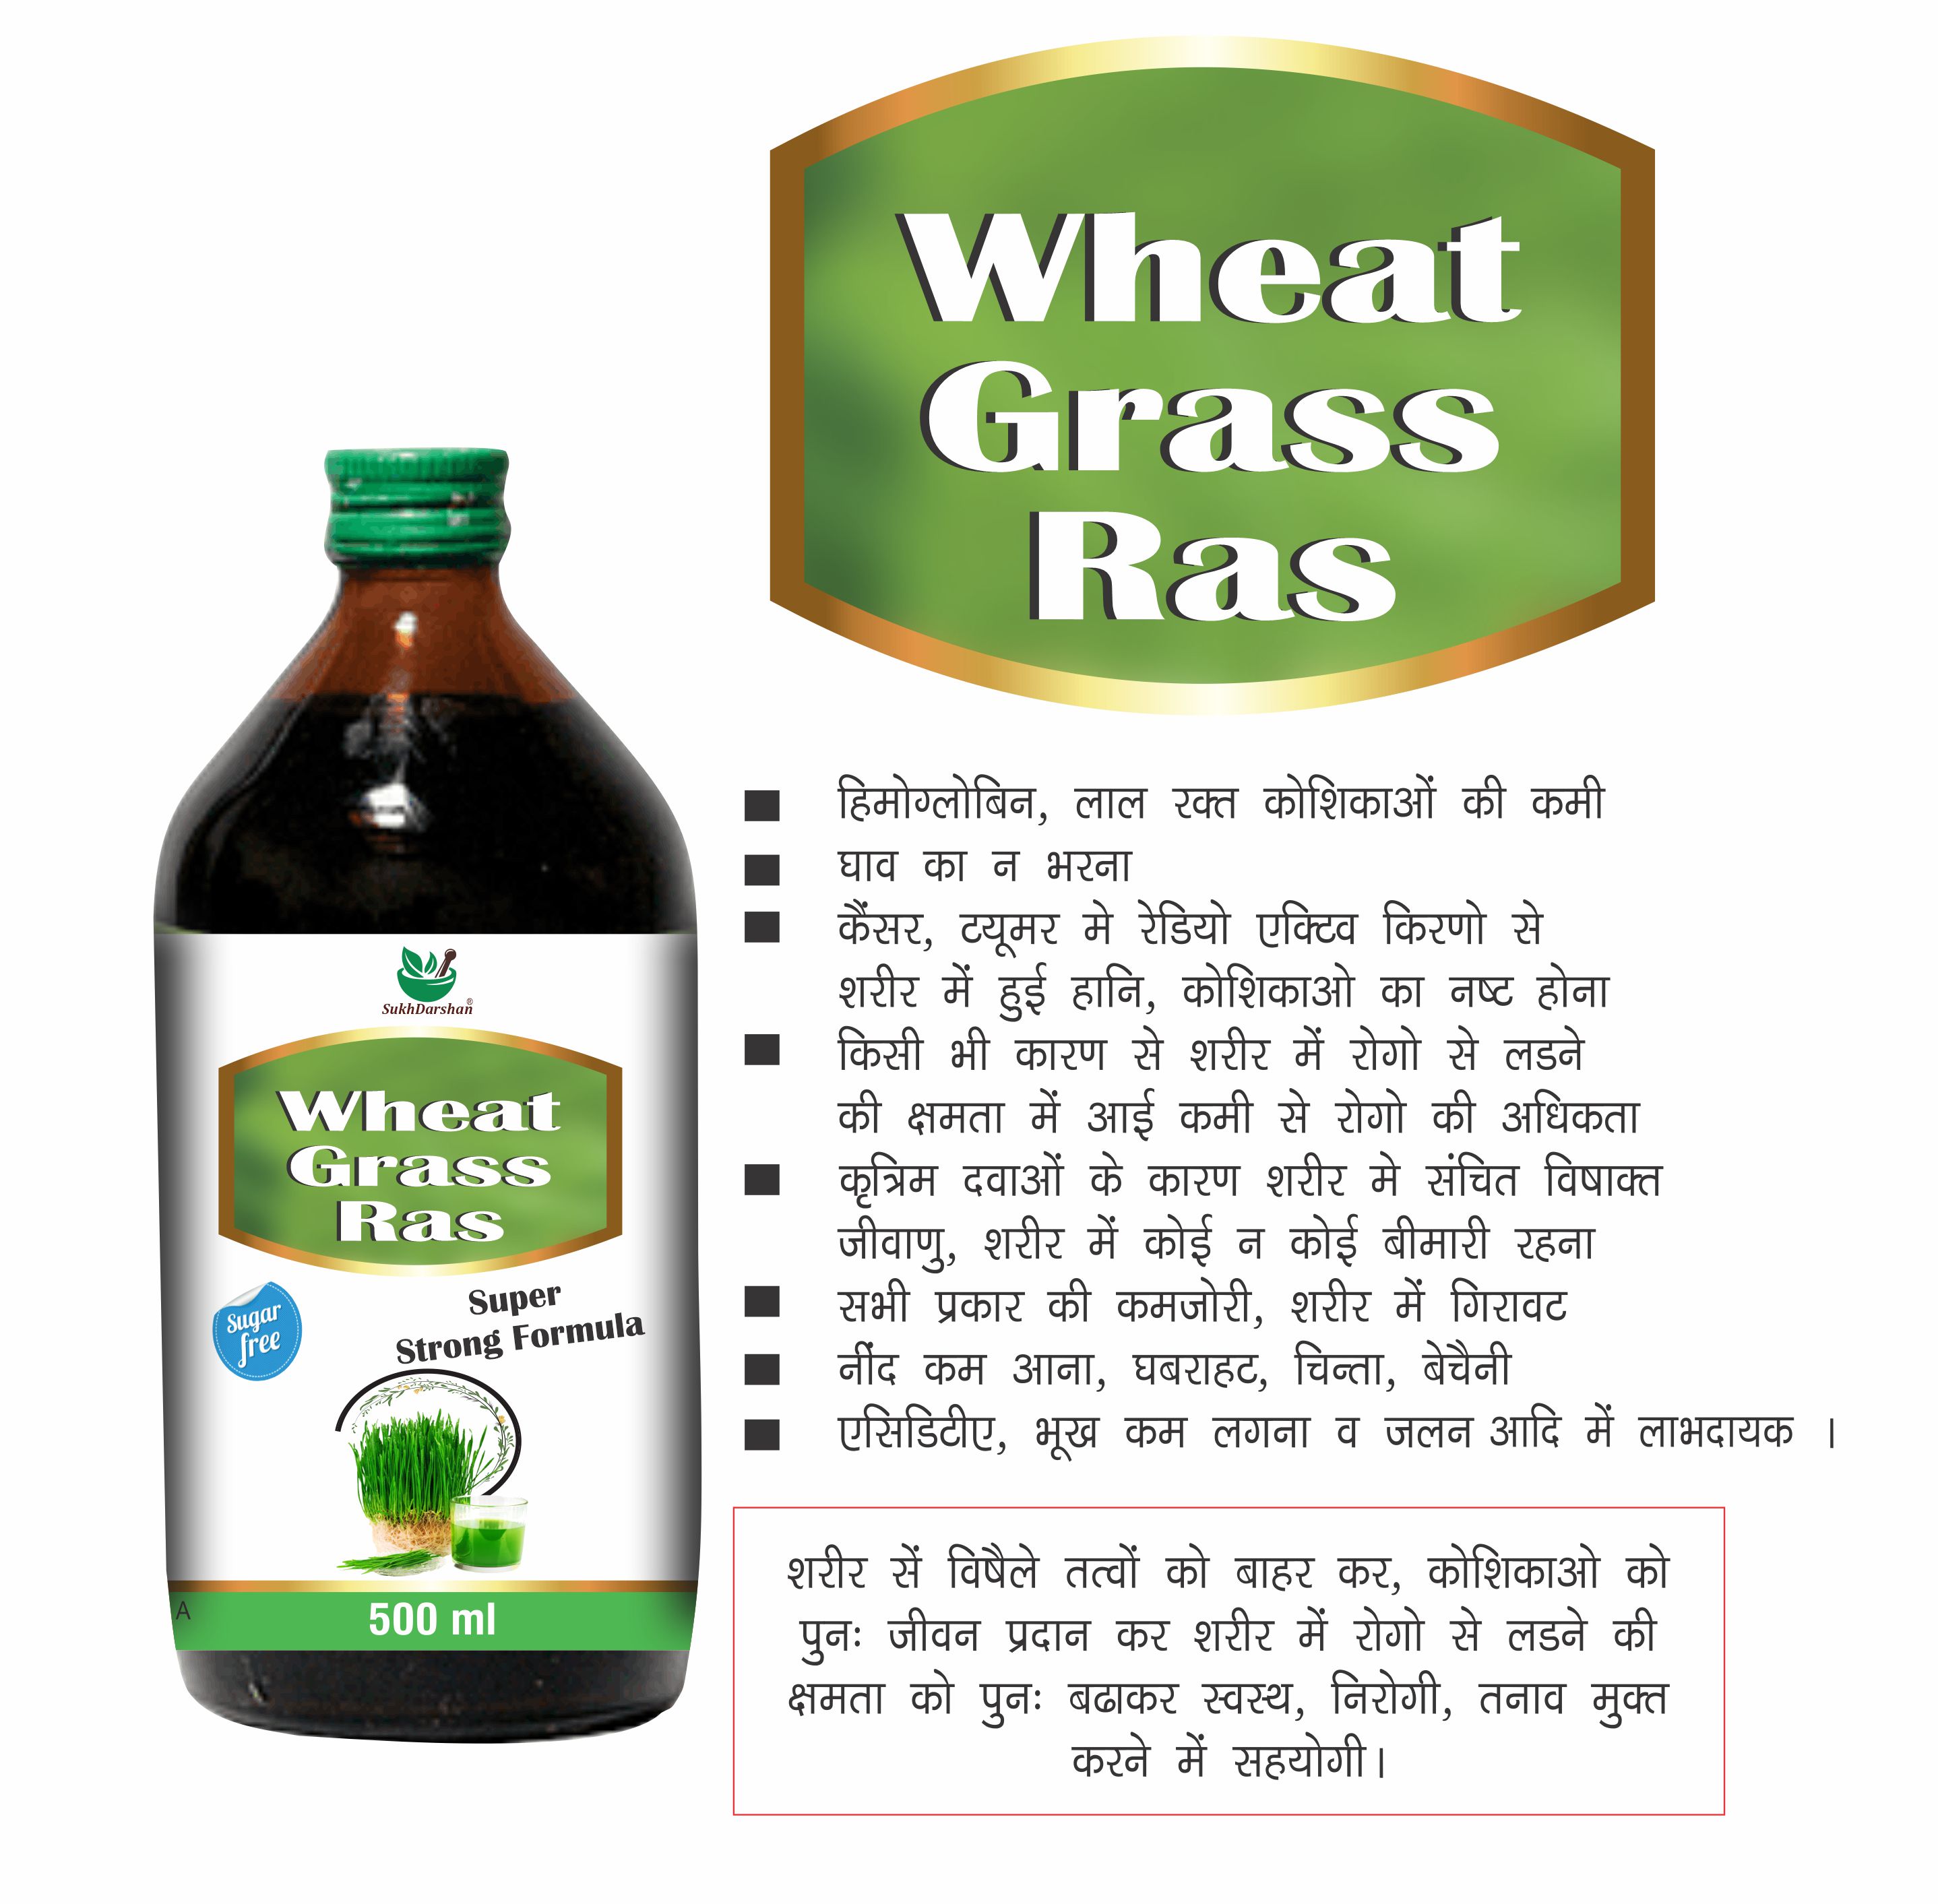 Wheat
Grass
Ras
हिमोग्लोबिन, लाल रक्त कोशिकाओं की कमी
घाव का न भरना
कैंसर, टयूमर मे रेडियो एक्टिव किरणो से
शरीर में हुई हानि, कोशिकाओ का नष्ट होना
किसी भी कारण से शरीर में रोगो से लडने
की क्षमता में आई कमी से रोगो की अधिकता
कृत्रिम दवाओं के कारण शरीर मे संचित विषाक्त
जीवाणु, शरीर में कोई न कोई बीमारी रहना
सभी प्रकार की कमजोरी, शरीर में गिरावट
नींद कम आना, घबराहट, चिन्ता, बेचैनी
एसिडिटीए, भूख कम लगना व जलन आदि में लाभदायक ।
शरीर सें विषैले तत्वों को बाहर कर, कोशिकाओ को
पुनः जीवन प्रदान कर शरीर में रोगो से लडने की
क्षमता को पुनः बढाकर स्वस्थ, निरोगी, तनाव मुक्त
करने में सहयोगी।
SukhDarshan®
Wheat
Grass
Ras
Sugar
free
Super
Strong Formula
A
500 ml